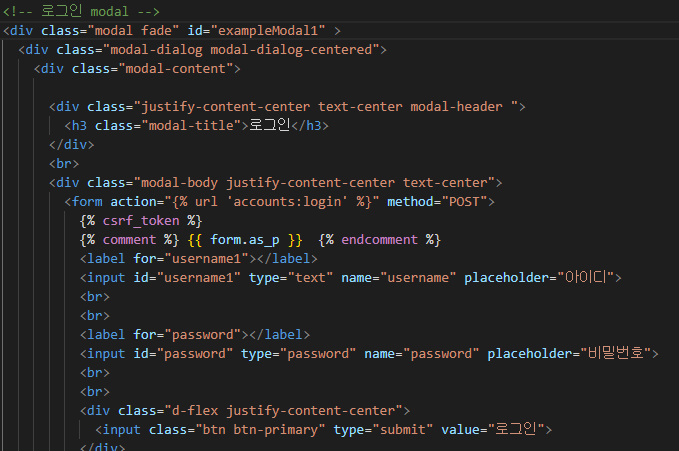 <!-- 로그인 modal -->
<div class="modal fade" id="exampleModal1" >
<div class="modal-dialog modal-dialog-centered">
<div class="modal-content">
<div class="justify-content-center text-center modal-header ">
<h3 class="modal-title">로그인</h3>
</div>
<br>
<div class="modal-body justify-content-center text-center">
<form action="{% url 'accounts:login' %}" method="POST">
{% csrf_token %}
{% comment %} {{ form.as_p }}  {% endcomment %}
<label for="username1"></label>
<input id="username1" type="text" name="username" placeholder="아이디">
<br>
<br>
<label for="password"></label>
<input id="password" type="password" name="password" placeholder="비밀번호">
<br>
<br>
<div class="d-flex justify-content-center">
<input class="btn btn-primary" type="submit" value="로그인">
</div>